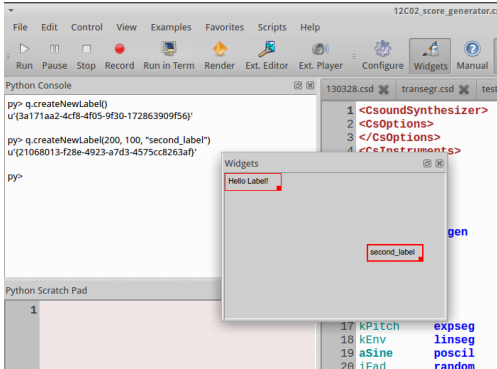 12C02_score_generator.c
File Edit Control View Examples Favorites Scripts Help
Run Pause Stop Record Run in Term Render Ext. Editor Ext. Player Configure Widgets Manual
Python Console
py> q.createNewLabel()
u'{3a171aa2-4cf8-4f05-9f30-172863909f56}'
py> q.createNewLabel(200, 100, "second_label")
u'{21068013-f28e-4923-a7d3-4575cc8263af}'
py>
130328.csd transegr.csd test
1 <CsoundSynthesizer>
2 <CsOptions>
3 </CsOptions>
4 <CsInstruments>
Widgets
Hello Label!
second_label
gen
Python Scratch Pad
1
17 kPitch expseg
18 kEnv linseg
19 aSine poscil
20 iFad random